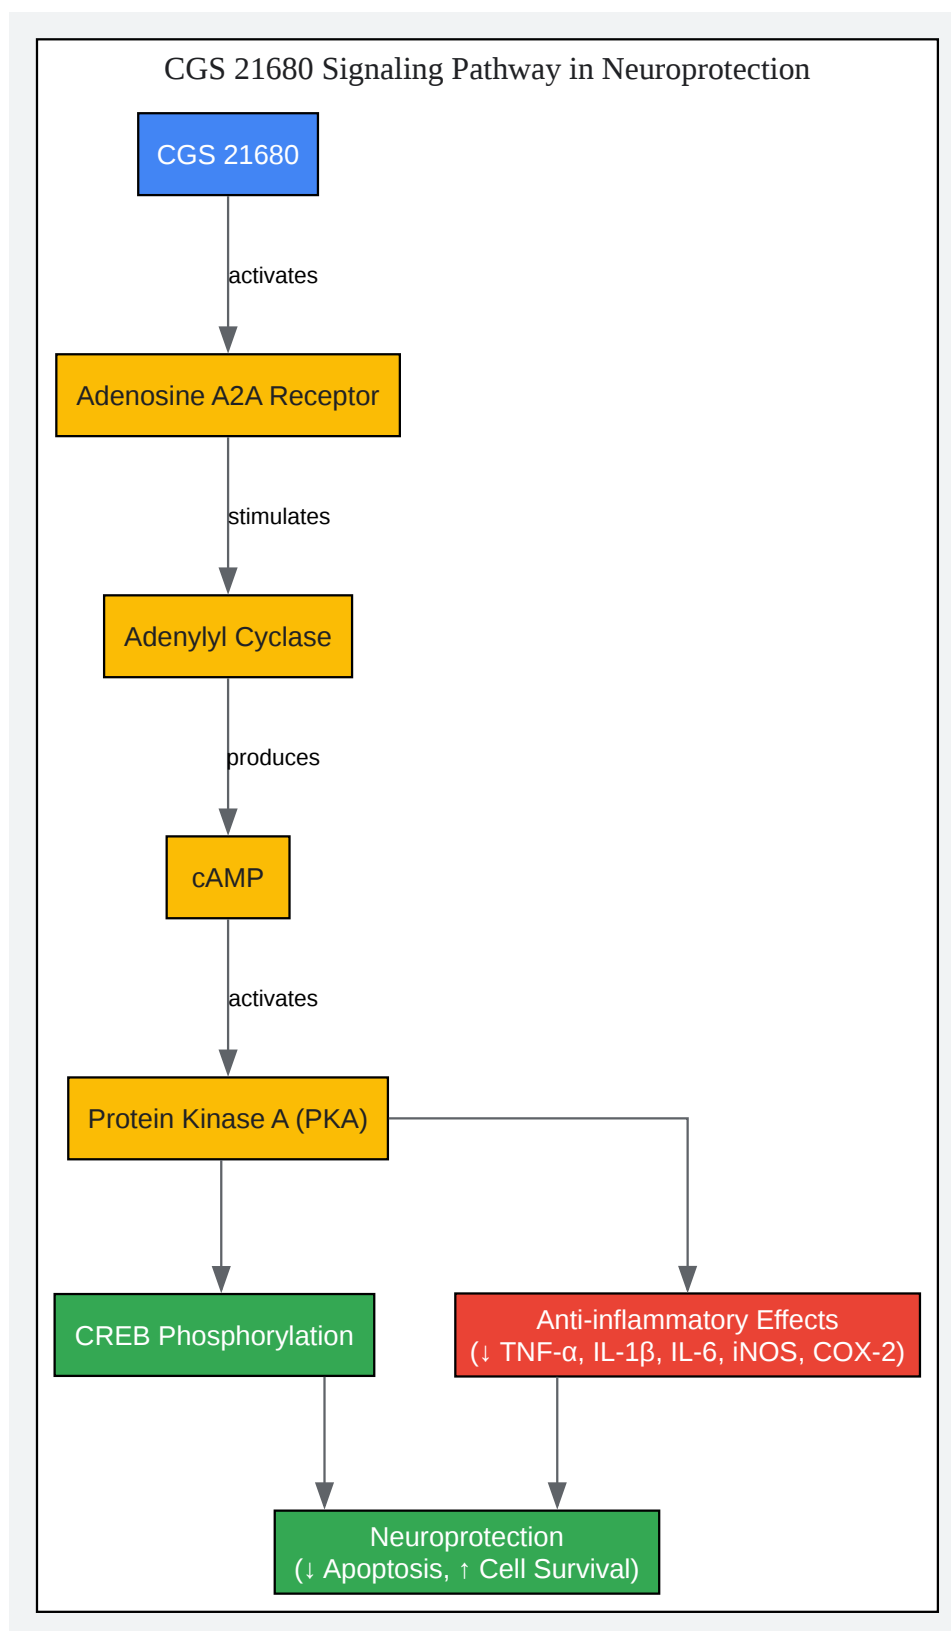 CGS 21680 Signaling Pathway in Neuroprotection
CGS 21680
activates
Adenosine A2A Receptor
stimulates
Adenylyl Cyclase
produces
cAMP
activates
Protein Kinase A (PKA)
CREB Phosphorylation
Anti-inflammatory Effects
(↓ TNF-α, IL-1β, IL-6, iNOS, COX-2)
Neuroprotection
(↓ Apoptosis, ↑ Cell Survival)